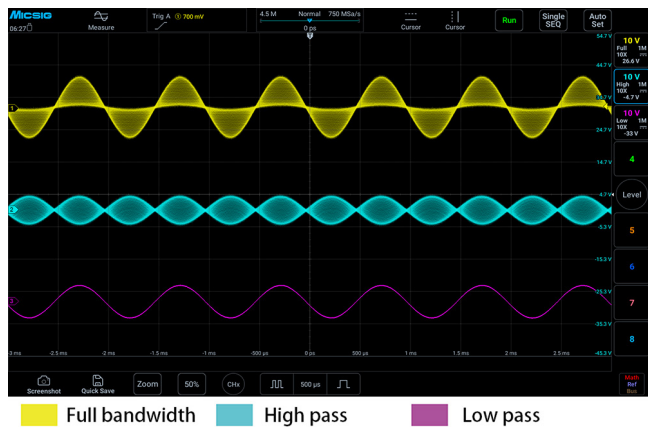 MICSIG
06:27
Measure
Trig A ① 700 mV
4.5 M Normal 750 MSa/s
0 ps
Cursor
Cursor
Run
Single SEQ
Auto Set
T
54.7 V
44.7 V
34.7 V
24.7 V
14.7 V
4.7 V
-5.3 V
-15.3 V
-25.3 V
-35.3 V
-45.3 V
10 V
Full 1M
10X
26.6 V
10 V
High 1M
10X
-4.7 V
10 V
Low 1M
10X
-33 V
4
Level
5
6
7
8
1
2
3
-3 ms -2.5 ms -2 ms -1.5 ms -1 ms -500 µs 0 ps 500 µs 1 ms 1.5 ms 2 ms 2.5 ms
Screenshot
Quick Save
Zoom
50%
CHx
500 µs
Math
Ref
Bus
Full bandwidth High pass Low pass